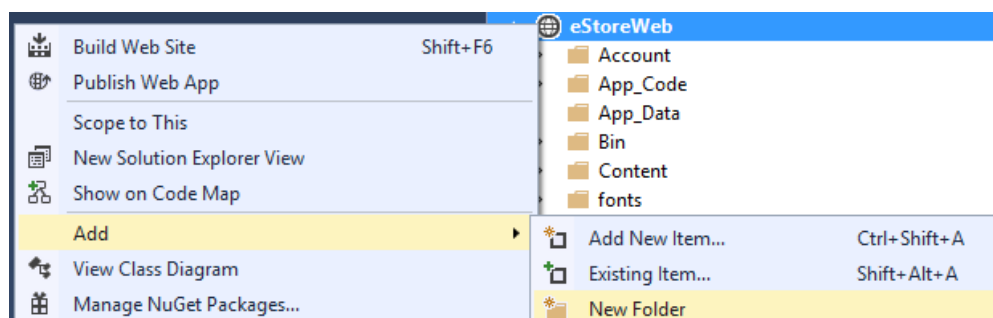 eStoreWeb
Account
App_Code
App_Data
Bin
Content
fonts
Build Web Site Shift+F6
Publish Web App
Scope to This
New Solution Explorer View
Show on Code Map
Add
View Class Diagram
Manage NuGet Packages...
Add New Item... Ctrl+Shift+A
Existing Item... Shift+Alt+A
New Folder